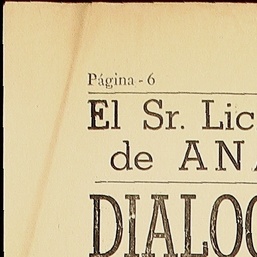 Página - 6
El Sr. Lic
de ANA
DIALOG